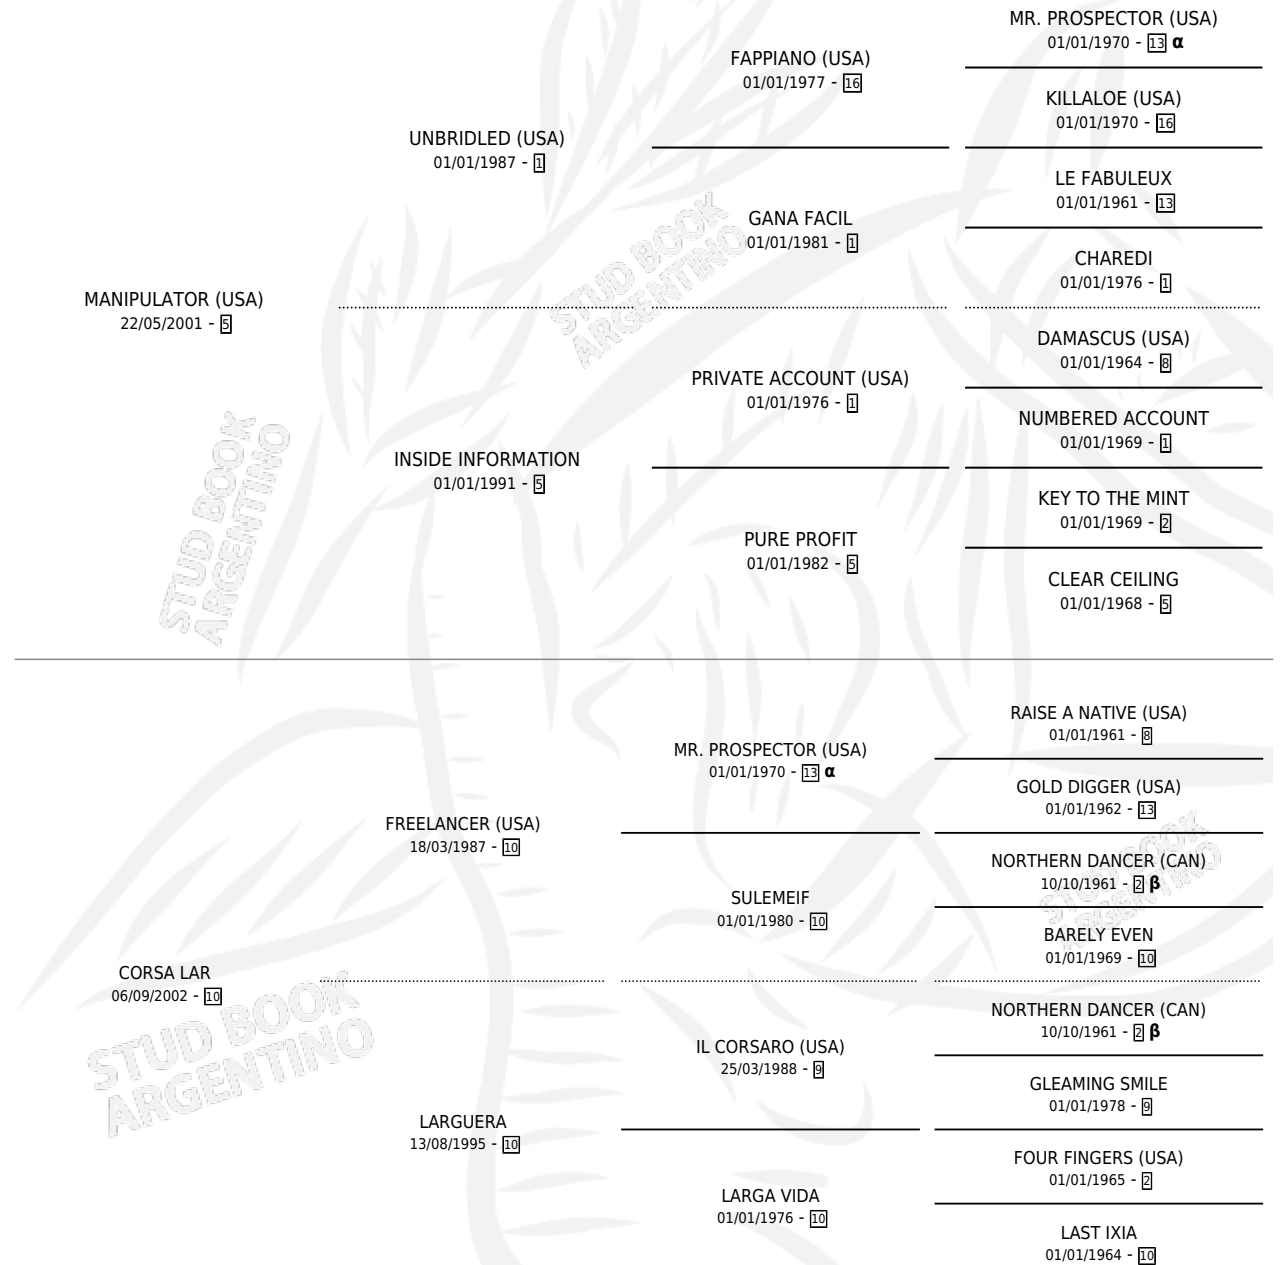 MR. PROSPECTOR (USA)
01/01/1970 - 13 α
FAPPIANO (USA)
01/01/1977 - 16
KILLALOE (USA)
01/01/1970 - 16
UNBRIDLED (USA)
01/01/1987 - 1
LE FABULEUX
01/01/1961 - 13
GANA FACIL
01/01/1981 - 1
CHAREDI
01/01/1976 - 1
MANIPULATOR (USA)
22/05/2001 - 5
DAMASCUS (USA)
01/01/1964 - 8
PRIVATE ACCOUNT (USA)
01/01/1976 - 1
NUMBERED ACCOUNT
01/01/1969 - 1
INSIDE INFORMATION
01/01/1991 - 5
KEY TO THE MINT
01/01/1969 - 2
PURE PROFIT
01/01/1982 - 5
CLEAR CEILING
01/01/1968 - 5
RAISE A NATIVE (USA)
01/01/1961 - 8
MR. PROSPECTOR (USA)
01/01/1970 - 13 α
GOLD DIGGER (USA)
01/01/1962 - 13
FREELANCER (USA)
18/03/1987 - 10
NORTHERN DANCER (CAN)
10/10/1961 - 2 β
SULEMEIF
01/01/1980 - 10
BARELY EVEN
01/01/1969 - 10
CORSA LAR
06/09/2002 - 10
NORTHERN DANCER (CAN)
10/10/1961 - 2 β
IL CORSARO (USA)
25/03/1988 - 9
GLEAMING SMILE
01/01/1978 - 9
LARGUERA
13/08/1995 - 10
FOUR FINGERS (USA)
01/01/1965 - 2
LARGA VIDA
01/01/1976 - 10
LAST IXIA
01/01/1964 - 10
STUD BOOK
ARGENTINO
STUD BOOK
ARGENTINO
STUD BOOK
ARGENTINO
STUD BOOK
ARGENTINO